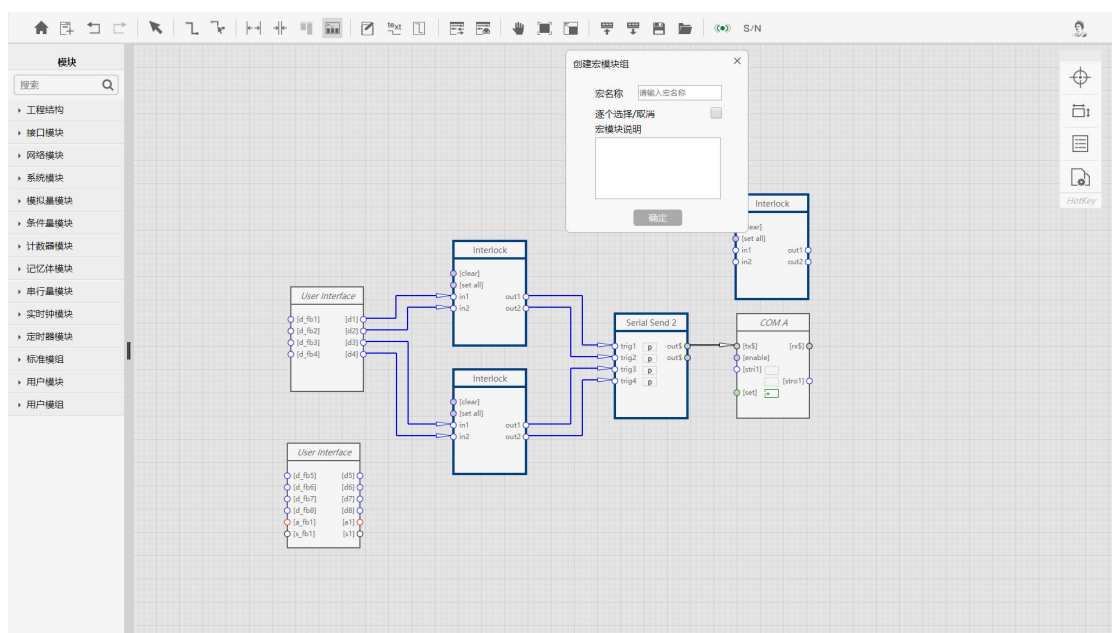 text
S/N
模块
搜索
工程结构
接口模块
网络模块
系统模块
模拟量模块
条件量模块
计数器模块
记忆体模块
串行量模块
实时钟模块
定时器模块
标准模组
用户模块
用户模组
创建宏模块组
宏名称 请输入宏名称
逐个选择/取消
宏模块说明
确定
HotKey
Interlock
ear]
[set all]
in1 out1
in2 out2
Interlock
[clear]
[set all]
in1 out1
in2 out2
User Interface
[d_fb1] [d1]
[d_fb2] [d2]
[d_fb3] [d3]
[d_fb4] [d4]
Serial Send 2
trig1 p out$
trig2 p out$
trig3 p
trig4 p
COM A
[tx$] [rx$]
[enable]
[stri1]
[stro1]
[set]
Interlock
[clear]
[set all]
in1 out1
in2 out2
User Interface
[d_fb5] [d5]
[d_fb6] [d6]
[d_fb7] [d7]
[d_fb8] [d8]
[a_fb1] [a1]
[s_fb1] [s1]